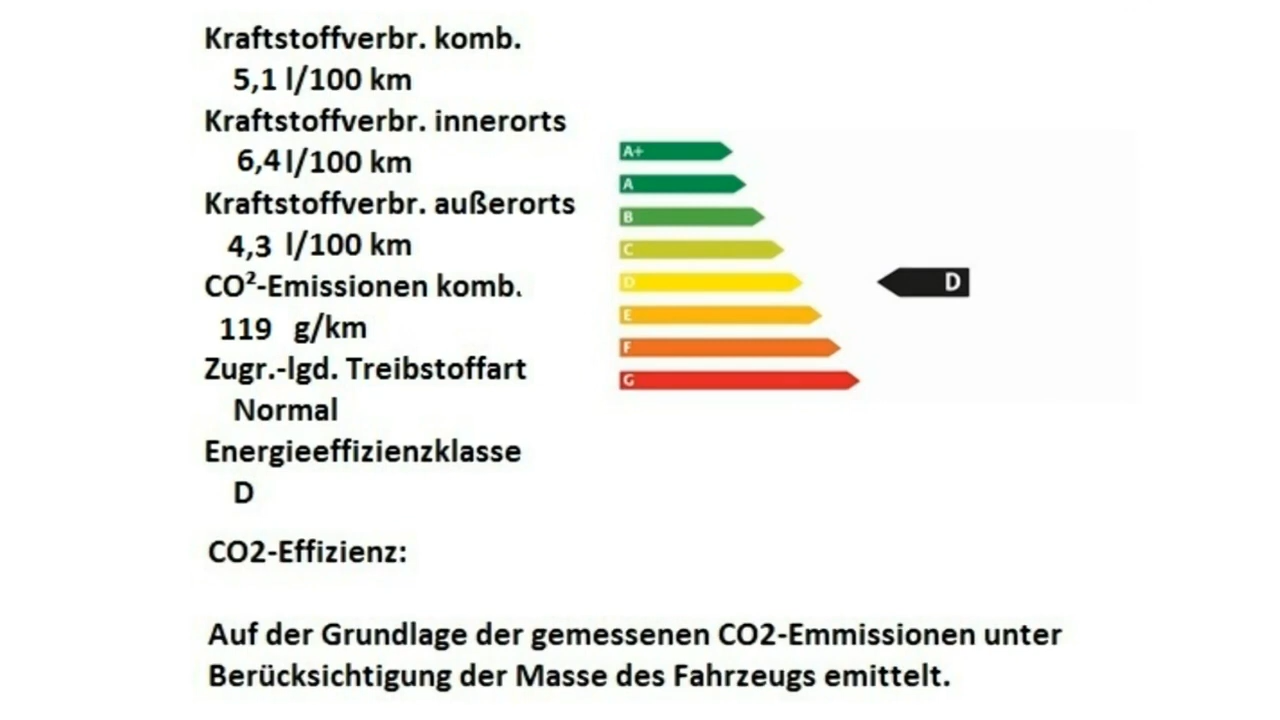 Kraftstoffverbr. komb.
5,1 l/100 km
Kraftstoffverbr. innerorts
6,4 l/100 km
Kraftstoffverbr. außerorts
4,3 l/100 km
CO²-Emissionen komb.
119 g/km
Zugr.-lgd. Treibstoffart
Normal
Energieeffizienzklasse
D
A+
A
B
C
D
D
E
F
G
CO2-Effizienz:
Auf der Grundlage der gemessenen CO2-Emmissionen unter
Berücksichtigung der Masse des Fahrzeugs emittelt.